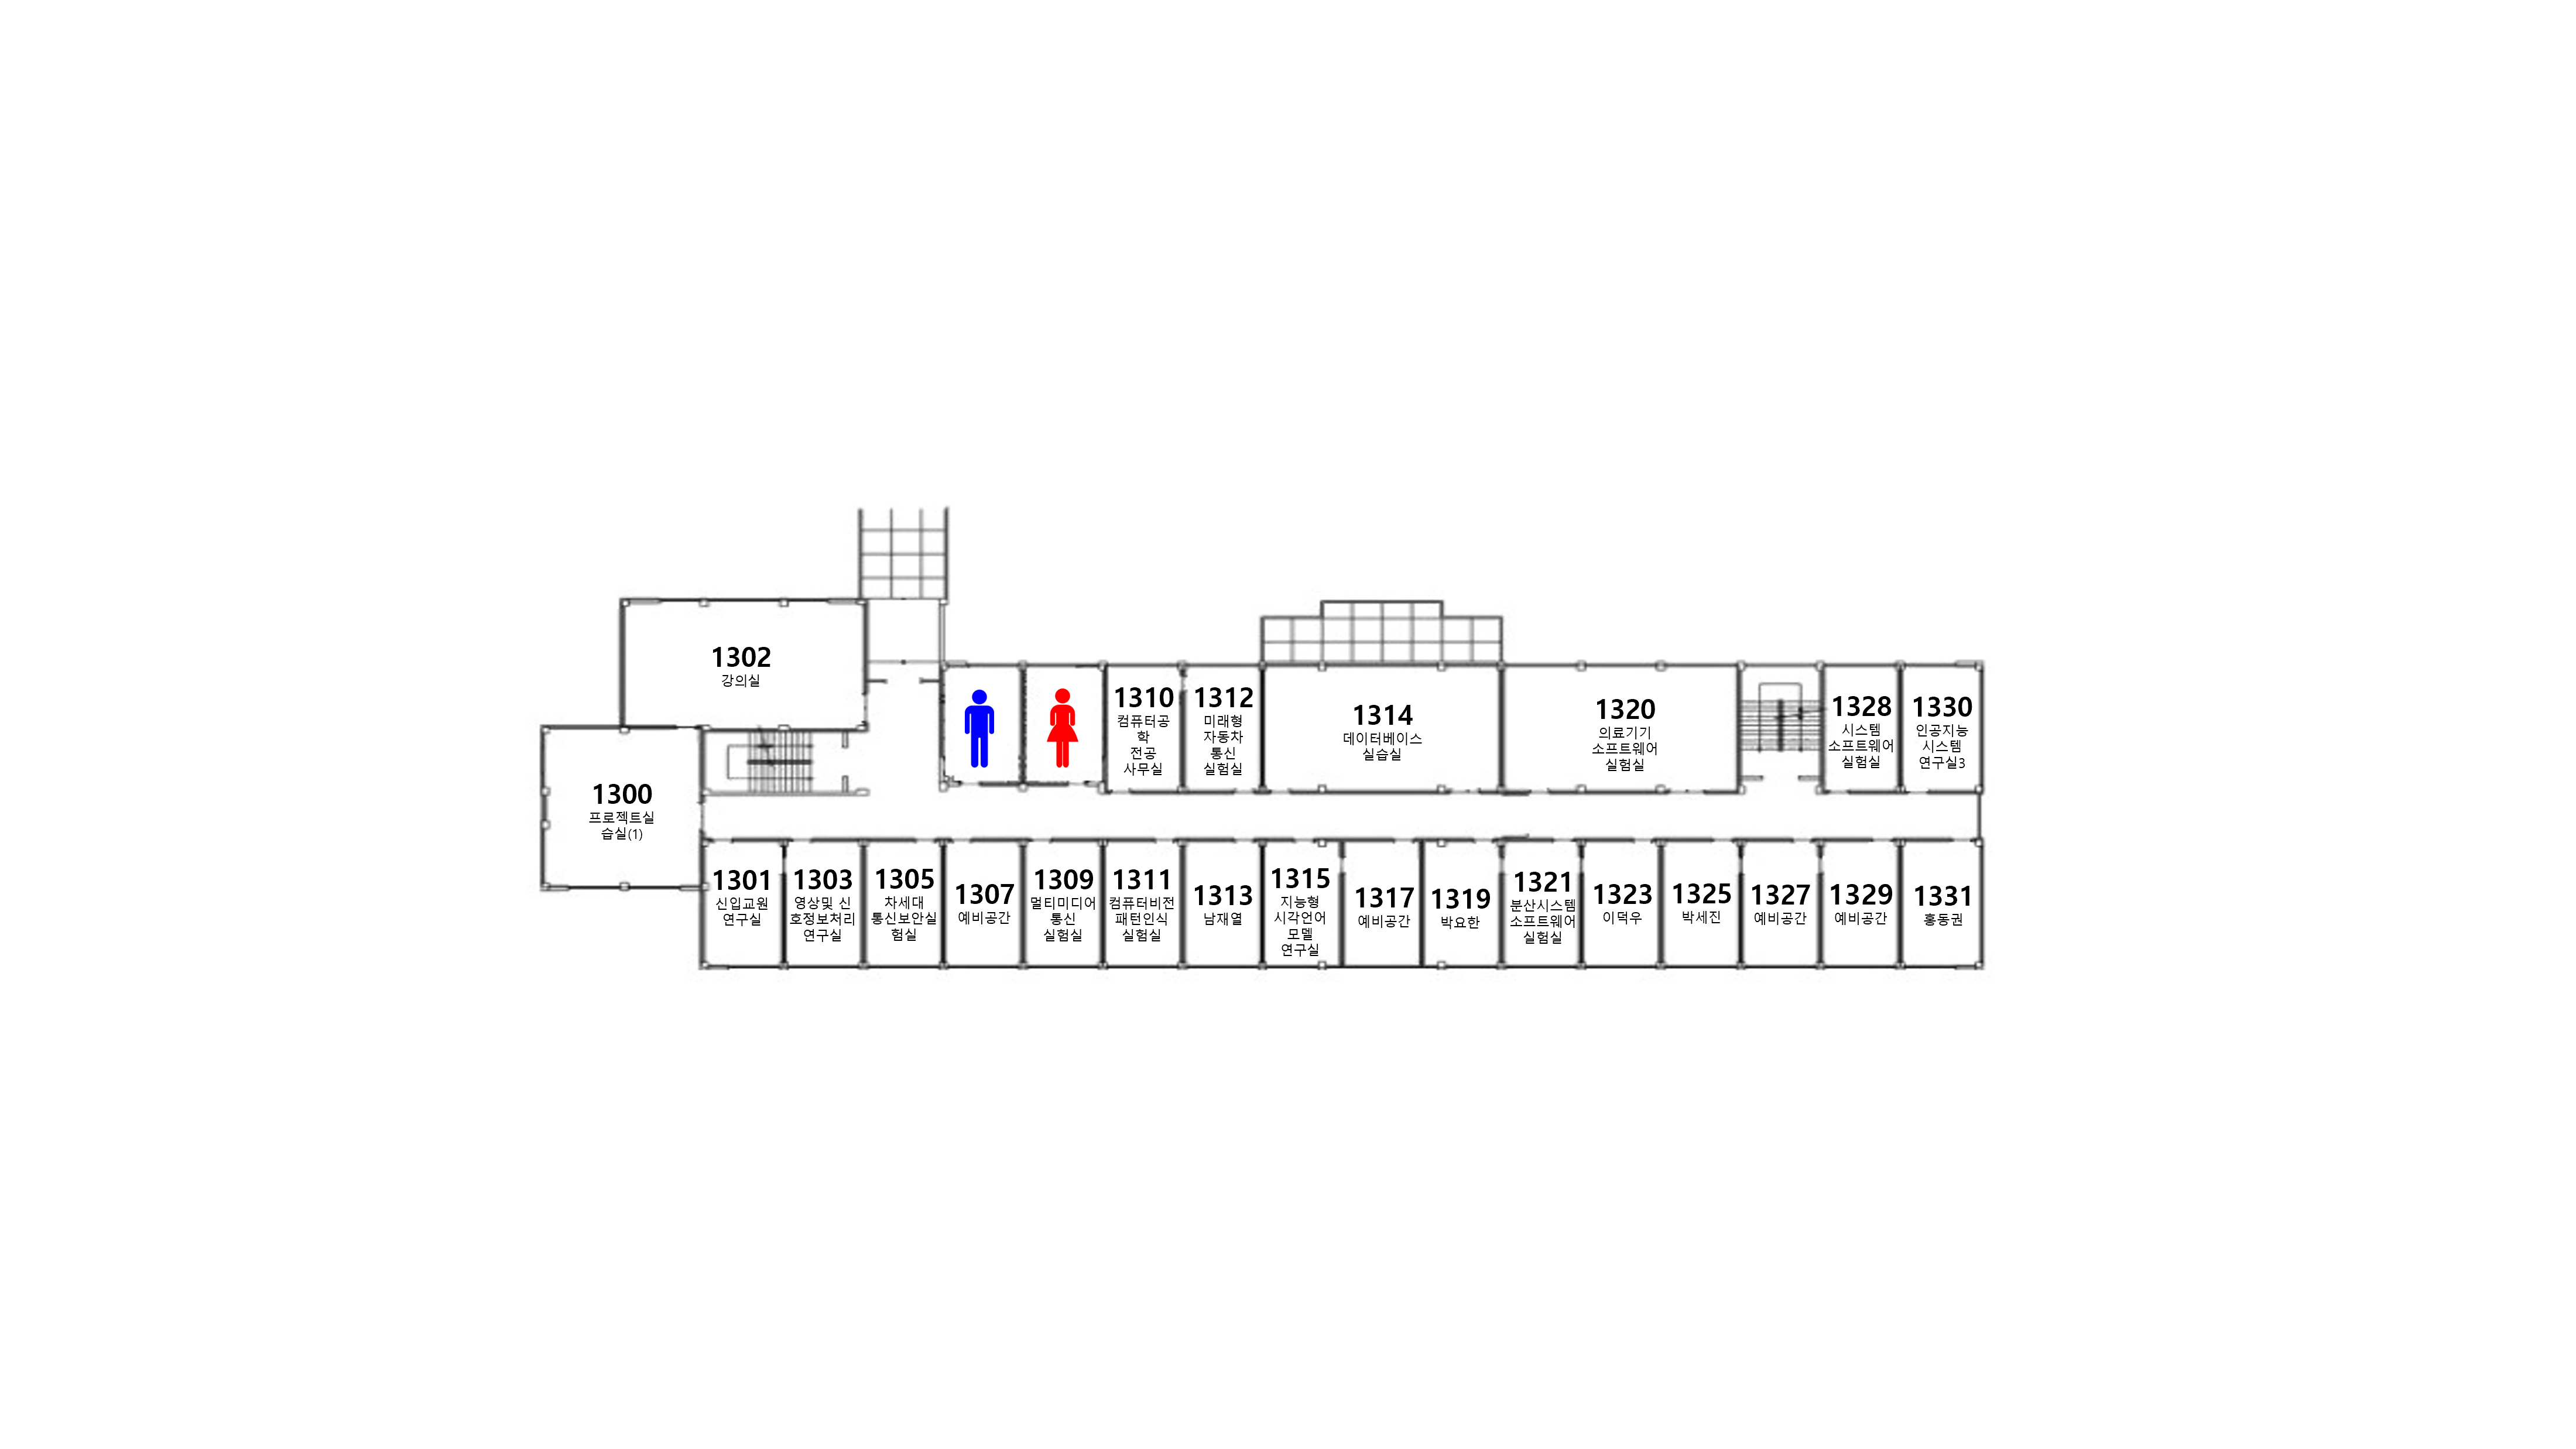 1302
강의실
1300
프로젝트실
습실(1)
1310
컴퓨터공
학
전공
사무실
1312
미래형
자동차
통신
실험실
1314
데이터베이스
실습실
1320
의료기기
소프트웨어
실험실
1328
시스템
소프트웨어
실험실
1330
인공지능
시스템
연구실3
1301
신입교원
연구실
1303
영상및 신
호정보처리
연구실
1305
차세대
통신보안실
험실
1307
예비공간
1309
멀티미디어
통신
실험실
1311
컴퓨터비전
패턴인식
실험실
1313
남재열
1315
지능형
시각언어
모델
연구실
1317
예비공간
1319
박요한
1321
분산시스템
소프트웨어
실험실
1323
이덕우
1325
박세진
1327
예비공간
1329
예비공간
1331
홍동권